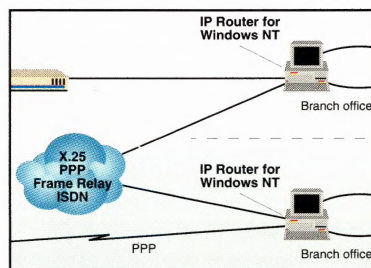 IP Router for
Windows NT
Branch office
X.25
PPP
Frame Relay
ISDN
IP Router for
Windows NT
PPP
Branch office